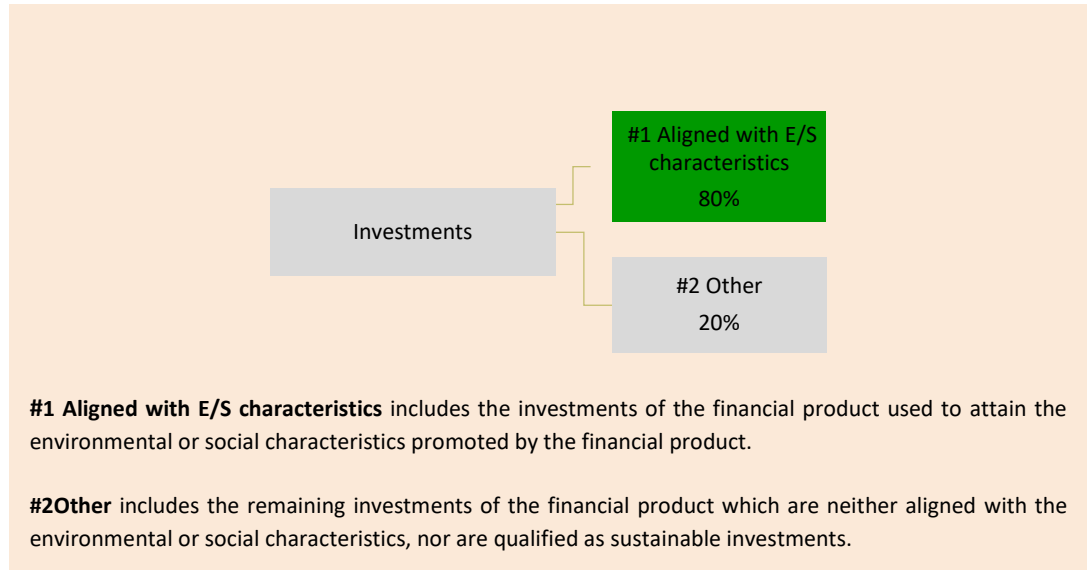 #1 Aligned with E/S
characteristics
80%
Investments
#2 Other
20%
#1 Aligned with E/S characteristics includes the investments of the financial product used to attain the
environmental or social characteristics promoted by the financial product.
#2Other includes the remaining investments of the financial product which are neither aligned with the
environmental or social characteristics, nor are qualified as sustainable investments.